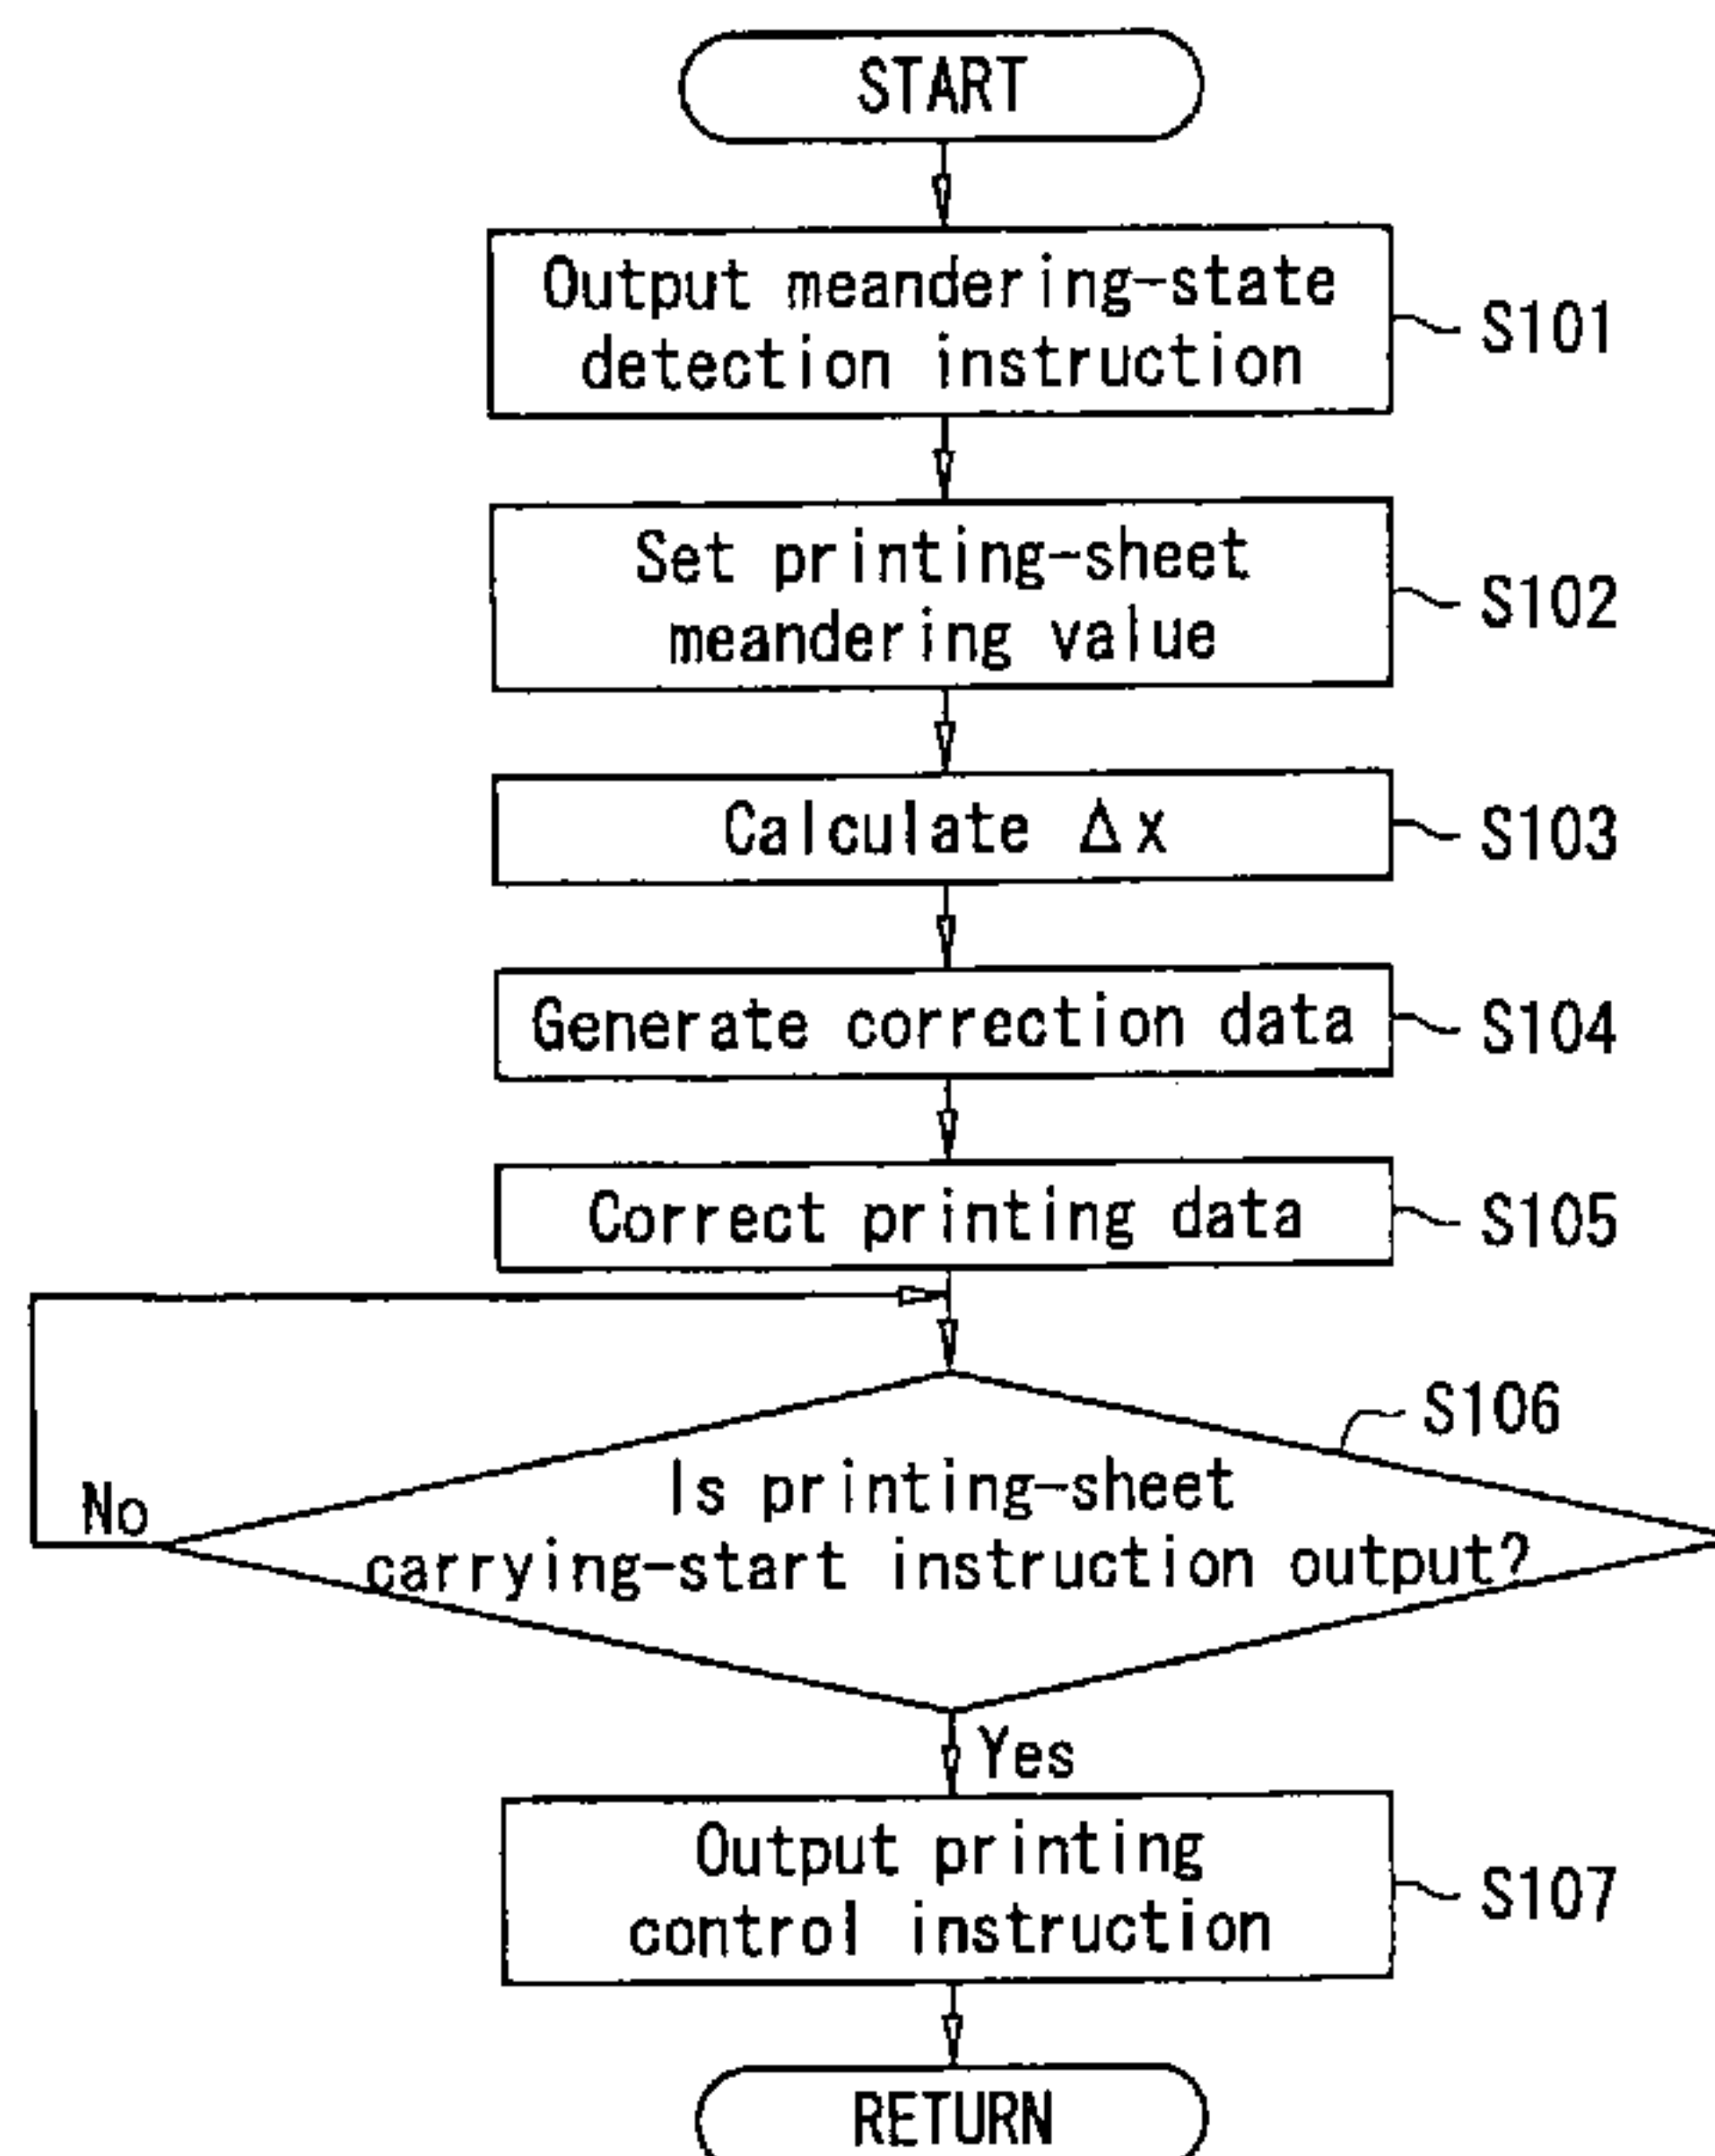 START
Output meandering-state
detection instruction
S101
Set printing-sheet
meandering value
S102
Calculate Δx
S103
Generate correction data
S104
Correct printing data
S105
S106
Is printing-sheet
carrying-start instruction output?
No
Yes
Output printing
control instruction
S107
RETURN